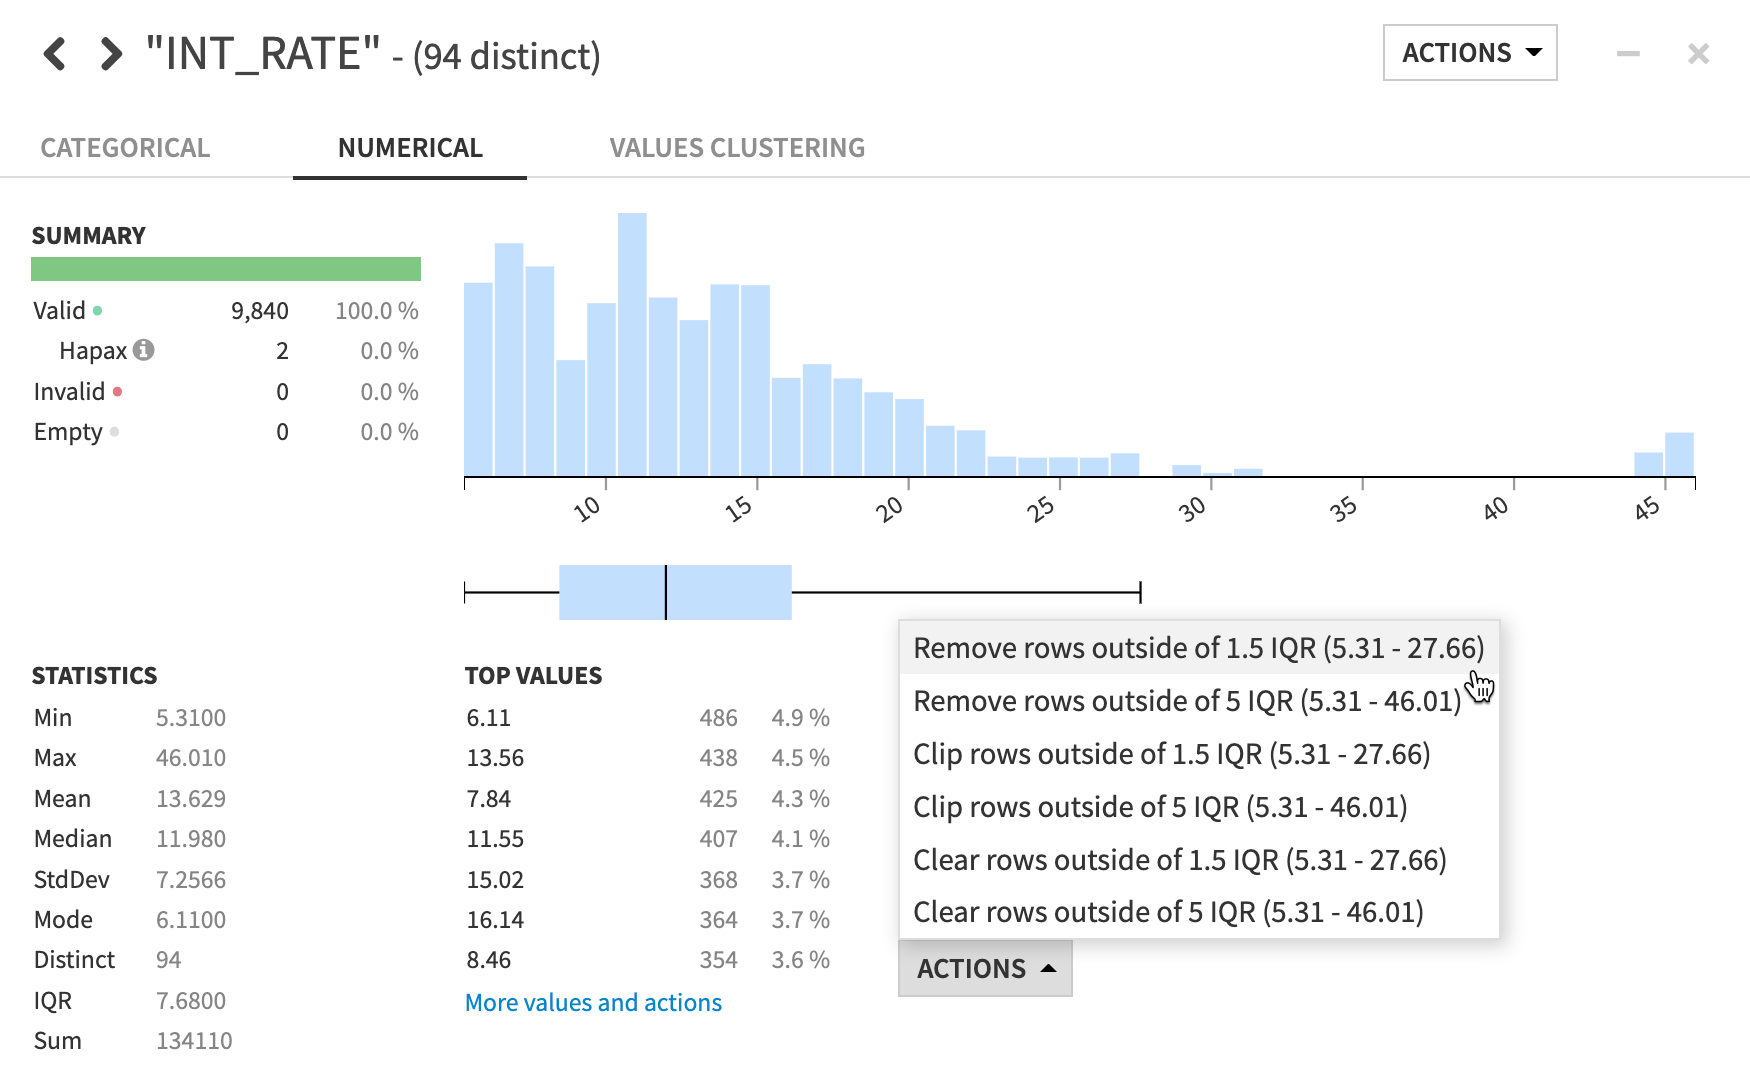 "INT_RATE" - (94 distinct)
ACTIONS
CATEGORICAL
NUMERICAL
VALUES CLUSTERING
SUMMARY
Valid 9,840 100.0 %
Hapax 2 0.0 %
Invalid 0 0.0 %
Empty 0 0.0 %
10 15 20 25 30 35 40 45
STATISTICS
Min 5.3100
Max 46.010
Mean 13.629
Median 11.980
StdDev 7.2566
Mode 6.1100
Distinct 94
IQR 7.6800
Sum 134110
TOP VALUES
6.11 486 4.9 %
13.56 438 4.5 %
7.84 425 4.3 %
11.55 407 4.1 %
15.02 368 3.7 %
16.14 364 3.7 %
8.46 354 3.6 %
More values and actions
Remove rows outside of 1.5 IQR (5.31 - 27.66)
Remove rows outside of 5 IQR (5.31 - 46.01)
Clip rows outside of 1.5 IQR (5.31 - 27.66)
Clip rows outside of 5 IQR (5.31 - 46.01)
Clear rows outside of 1.5 IQR (5.31 - 27.66)
Clear rows outside of 5 IQR (5.31 - 46.01)
ACTIONS